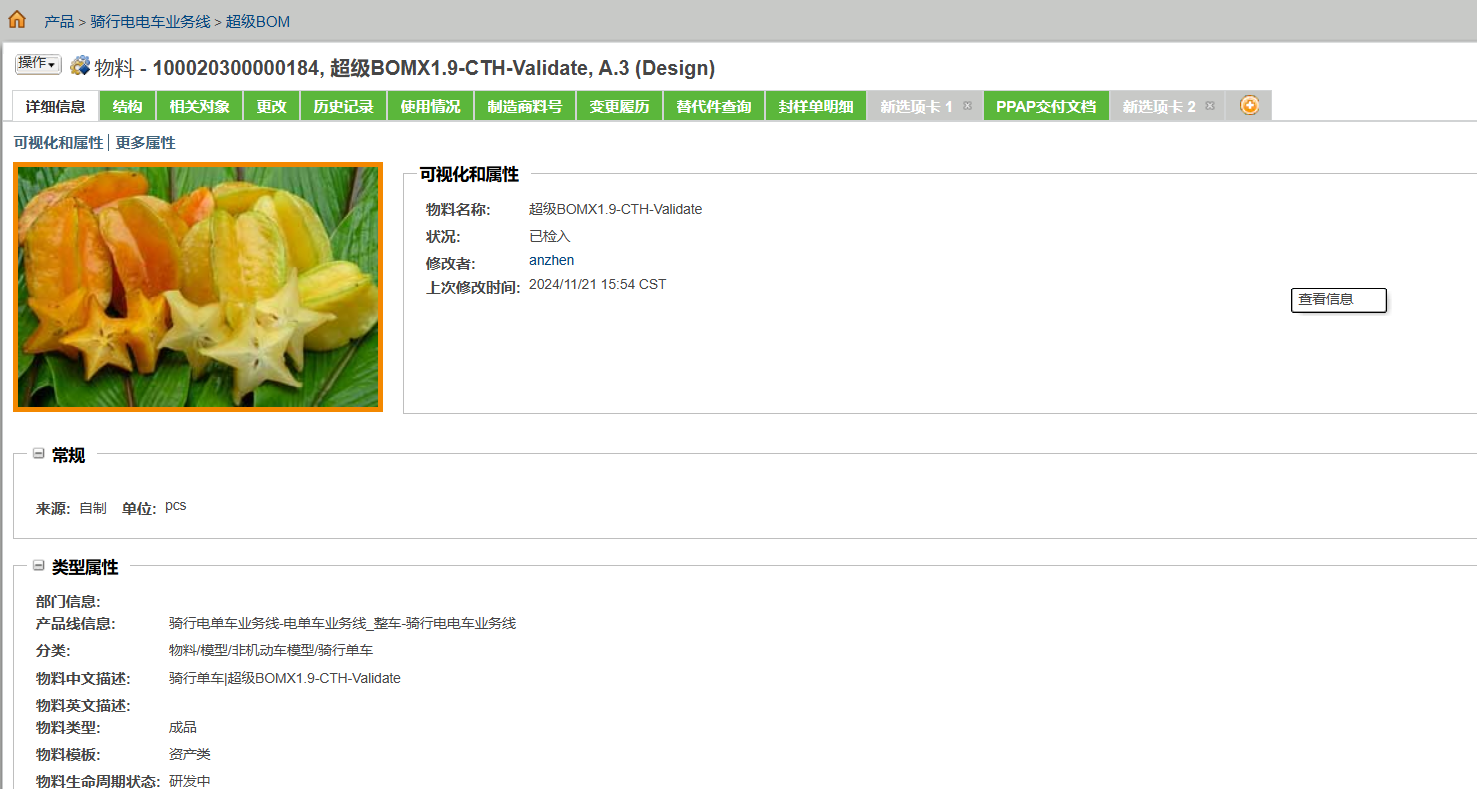 产品 > 骑行电电车业务线 > 超级BOM
操作 物料 - 100020300000184, 超级BOMX1.9-CTH-Validate, A.3 (Design)
详细信息 结构 相关对象 更改 历史记录 使用情况 制造商料号 变更履历 替代件查询 封样单明细 新选项卡 1 PPAP交付文档 新选项卡 2
可视化和属性 | 更多属性
可视化和属性
物料名称: 超级BOMX1.9-CTH-Validate
状况: 已检入
修改者: anzhen
上次修改时间: 2024/11/21 15:54 CST
查看信息
常规
来源: 自制 单位: pcs
类型属性
部门信息:
产品线信息: 骑行电单车业务线-电单车业务线_整车-骑行电电车业务线
分类: 物料/模型/非机动车模型/骑行单车
物料中文描述: 骑行单车|超级BOMX1.9-CTH-Validate
物料英文描述:
物料类型: 成品
物料模板: 资产类
物料生命周期状态: 研发中